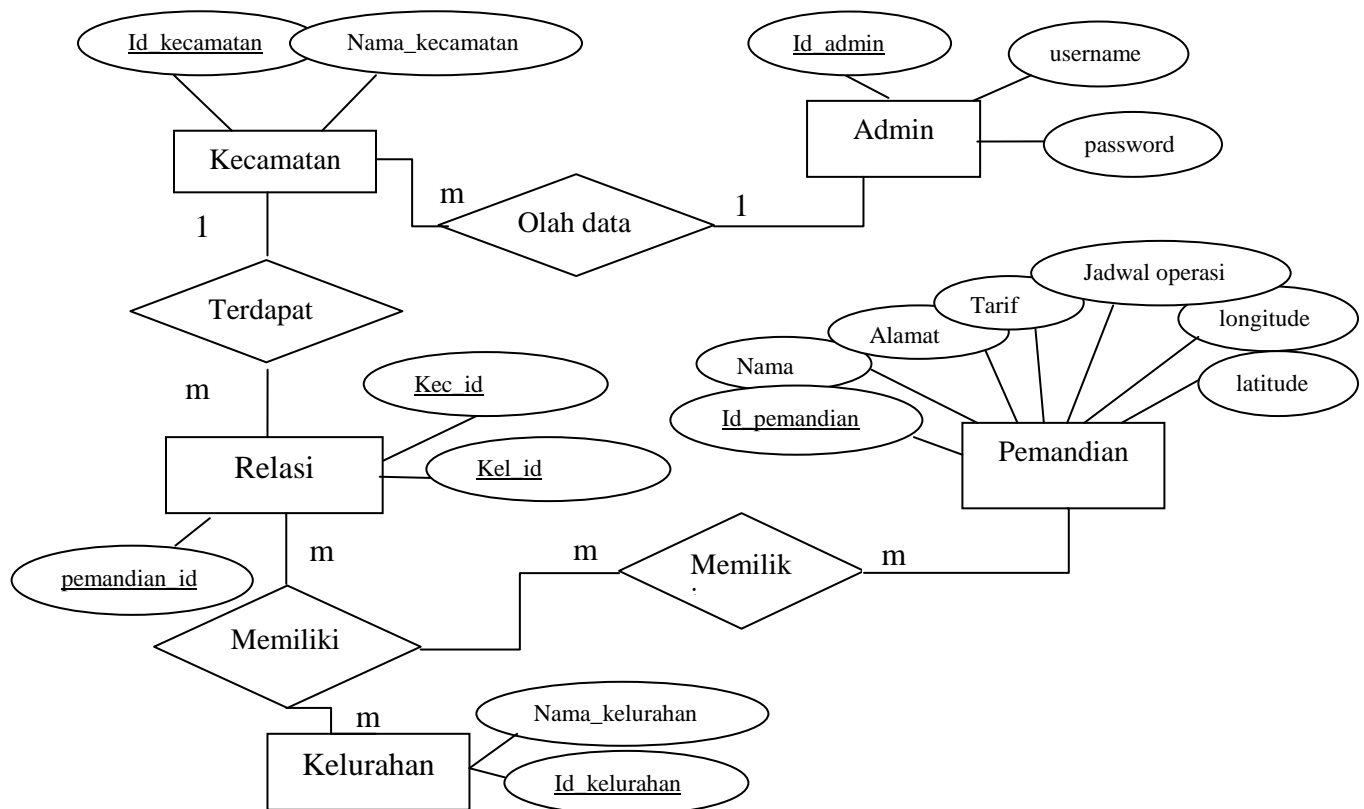 Id_kecamatan
Nama_kecamatan
Id_admin
username
Admin
password
Kecamatan
m
Olah data
1
1
Terdapat
Jadwal operasi
Tarif
longitude
Alamat
Nama
latitude
Id_pemandian
Kec_id
m
Relasi
Kel_id
Pemandian
m
m
Memilik
m
pemandian_id
Memiliki
Nama_kelurahan
m
Kelurahan
Id_kelurahan